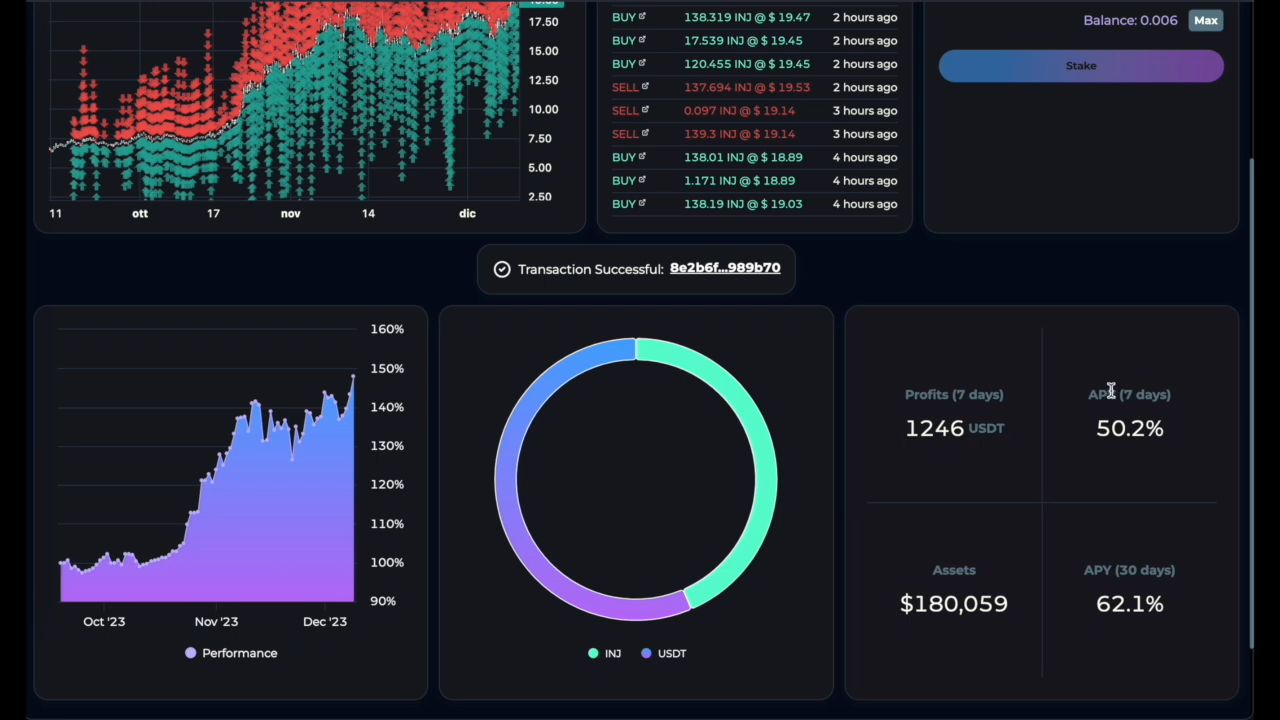 17.50
15.00
12.50
10.00
7.50
5.00
2.50
11 ott 17 nov 14 dic
BUY 138.319 INJ @ $ 19.47 2 hours ago
BUY 17.539 INJ @ $ 19.45 2 hours ago
BUY 120.455 INJ @ $ 19.45 2 hours ago
SELL 137.694 INJ @ $ 19.53 2 hours ago
SELL 0.097 INJ @ $ 19.14 3 hours ago
SELL 139.3 INJ @ $ 19.14 3 hours ago
BUY 138.01 INJ @ $ 18.89 4 hours ago
BUY 1.171 INJ @ $ 18.89 4 hours ago
BUY 138.19 INJ @ $ 19.03 4 hours ago
Balance: 0.006 Max
Stake
Transaction Successful: 8e2b6f...989b70
160%
150%
140%
130%
120%
110%
100%
90%
Oct '23 Nov '23 Dec '23
Performance
INJ USDT
Profits (7 days)
1246 USDT
(7 days)
50.2%
Assets
$180,059
APY (30 days)
62.1%